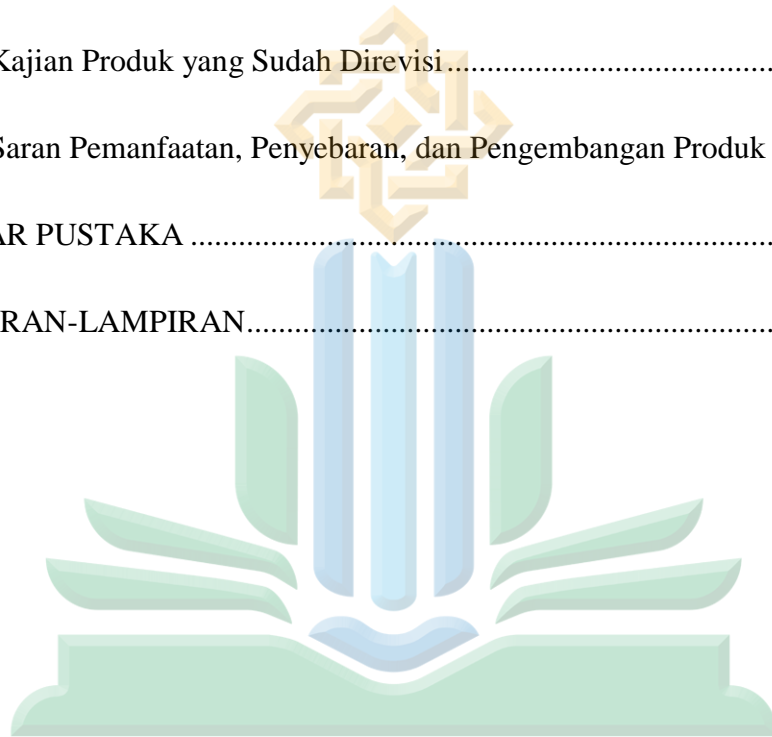 Kajian Produk yang Sudah Direvisi....................................
Saran Pemanfaatan, Penyebaran, dan Pengembangan Produk
AR PUSTAKA ..........................................................................
RAN-LAMPIRAN..................................................................